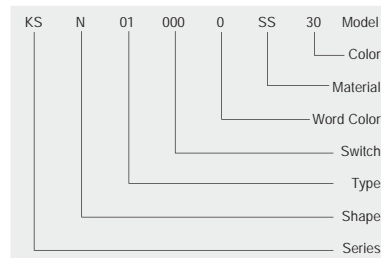 KS N 01 000 0 SS 30 Model
Color
Material
Word Color
Switch
Type
Shape
Series